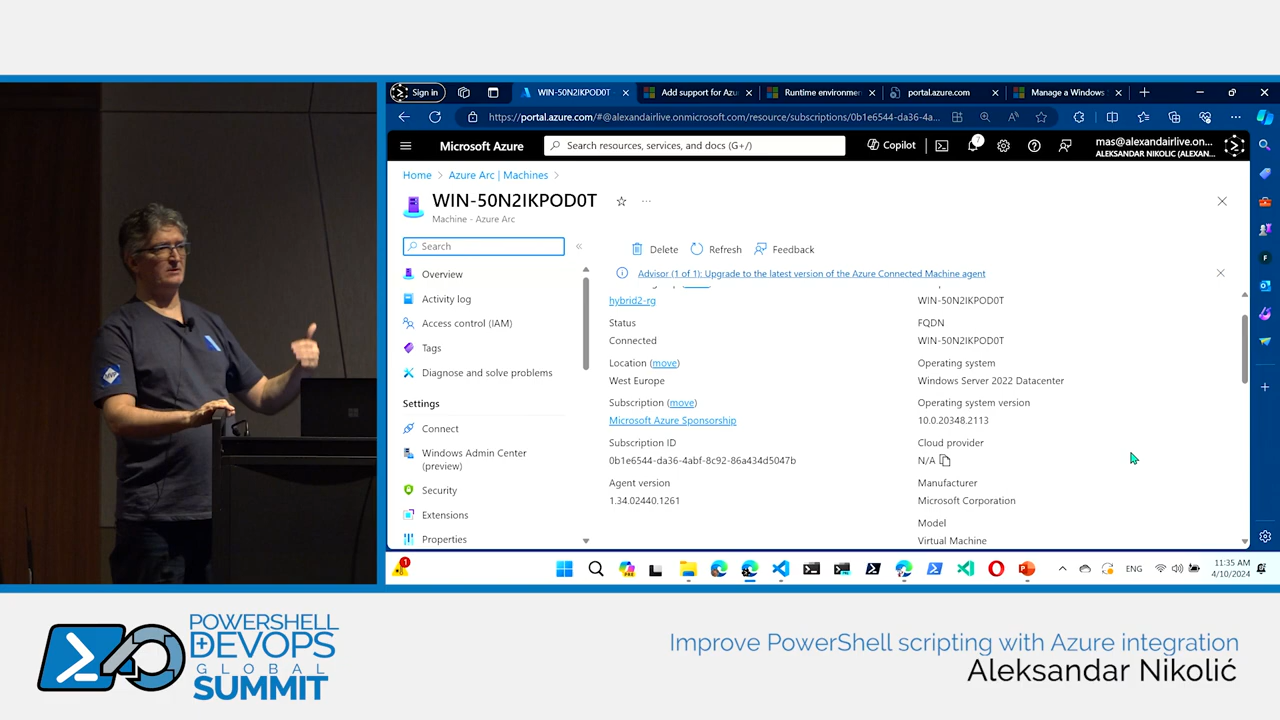 Sign in
WIN-50N2IKPOD0T
Add support for Azu
Runtime environmen
portal.azure.com
Manage a Windows
https://portal.azure.com/#@alexandairlive.onmicrosoft.com/resource/subscriptions/0b1e6544-da36-4a...
Microsoft Azure
Search resources, services, and docs (G+/)
Copilot
7
mas@alexandairlive.on...
ALEKSANDAR NIKOLIC (ALEXAN...
Home > Azure Arc | Machines >
WIN-50N2IKPOD0T
...
Machine - Azure Arc
Search
Delete
Refresh
Feedback
Advisor (1 of 1): Upgrade to the latest version of the Azure Connected Machine agent
Overview
Activity log
Access control (IAM)
Tags
Diagnose and solve problems
Settings
Connect
Windows Admin Center
(preview)
Security
Extensions
Properties
hybrid2-rg
Status
Connected
Location (move)
West Europe
Subscription (move)
Microsoft Azure Sponsorship
Subscription ID
0b1e6544-da36-4abf-8c92-86a434d5047b
Agent version
1.34.02440.1261
WIN-50N2IKPOD0T
FQDN
WIN-50N2IKPOD0T
Operating system
Windows Server 2022 Datacenter
Operating system version
10.0.20348.2113
Cloud provider
N/A
Manufacturer
Microsoft Corporation
Model
Virtual Machine
1
ENG
11:35 AM
4/10/2024
MVP
POWERSHELL
DEVOPS
GLOBAL
SUMMIT
Improve PowerShell scripting with Azure integration
Aleksandar Nikolić